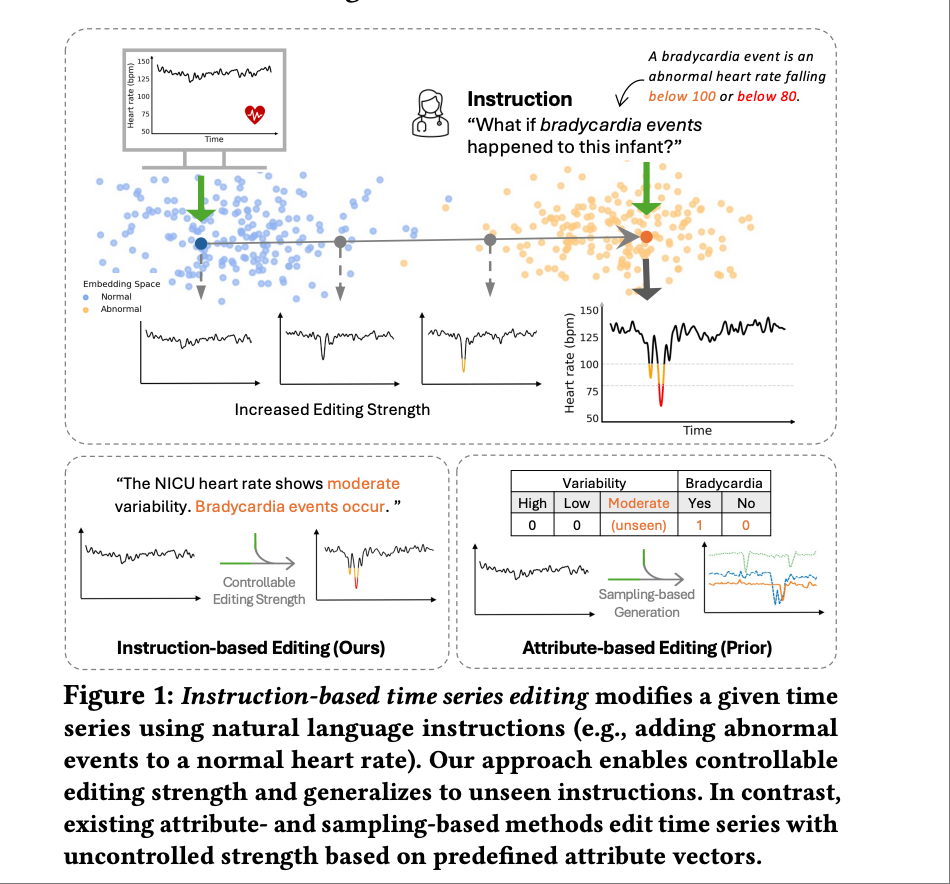 150
125
100
75
50
Heart rate (bpm)
Time
A bradycardia event is an
abnormal heart rate falling
below 100 or below 80.
Instruction
“What if bradycardia events
happened to this infant?”
Embedding Space
Normal
Abnormal
Increased Editing Strength
150
125
100
75
50
Heart rate (bpm)
Time
“The NICU heart rate shows moderate
variability. Bradycardia events occur. ”
Controllable
Editing Strength
Instruction-based Editing (Ours)
Variability Bradycardia
High Low Moderate Yes No
0 0 (unseen) 1 0
Sampling-based
Generation
Attribute-based Editing (Prior)
Figure 1: Instruction-based time series editing modifies a given time
series using natural language instructions (e.g., adding abnormal
events to a normal heart rate). Our approach enables controllable
editing strength and generalizes to unseen instructions. In contrast,
existing attribute- and sampling-based methods edit time series with
uncontrolled strength based on predefined attribute vectors.